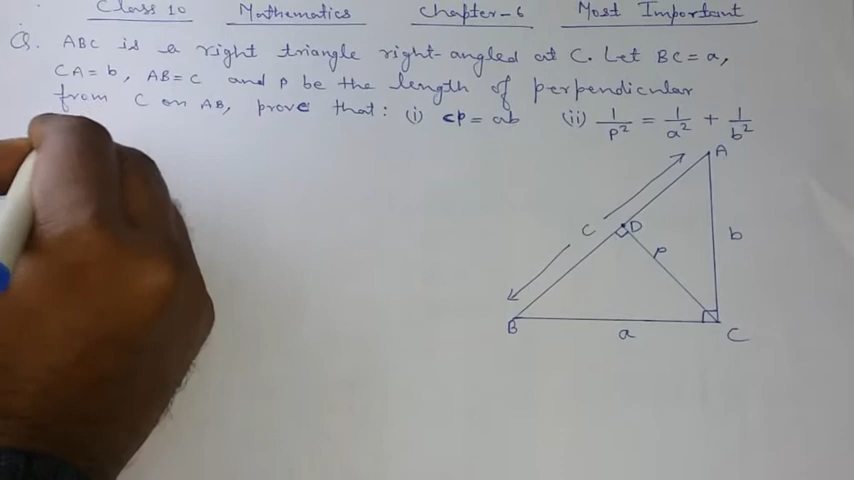 Class 10 Mathematics Chapter-6 Most Important
Q. ABC is a right triangle right-angled at C. Let BC = a,
CA = b, AB = c and p be the length of perpendicular
from C on AB, prove that: (i) cp = ab (ii) 1/p² = 1/a² + 1/b²
A
C D
b
p
B
a
C